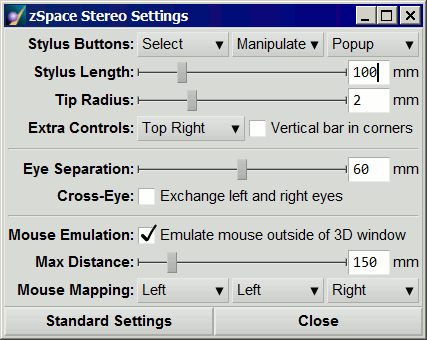 zSpace Stereo Settings
Stylus Buttons: Select Manipulate Popup
Stylus Length: 100 mm
Tip Radius: 2 mm
Extra Controls: Top Right Vertical bar in corners
Eye Separation: 60 mm
Cross-Eye: Exchange left and right eyes
Mouse Emulation: Emulate mouse outside of 3D window
Max Distance: 150 mm
Mouse Mapping: Left Left Right
Standard Settings Close